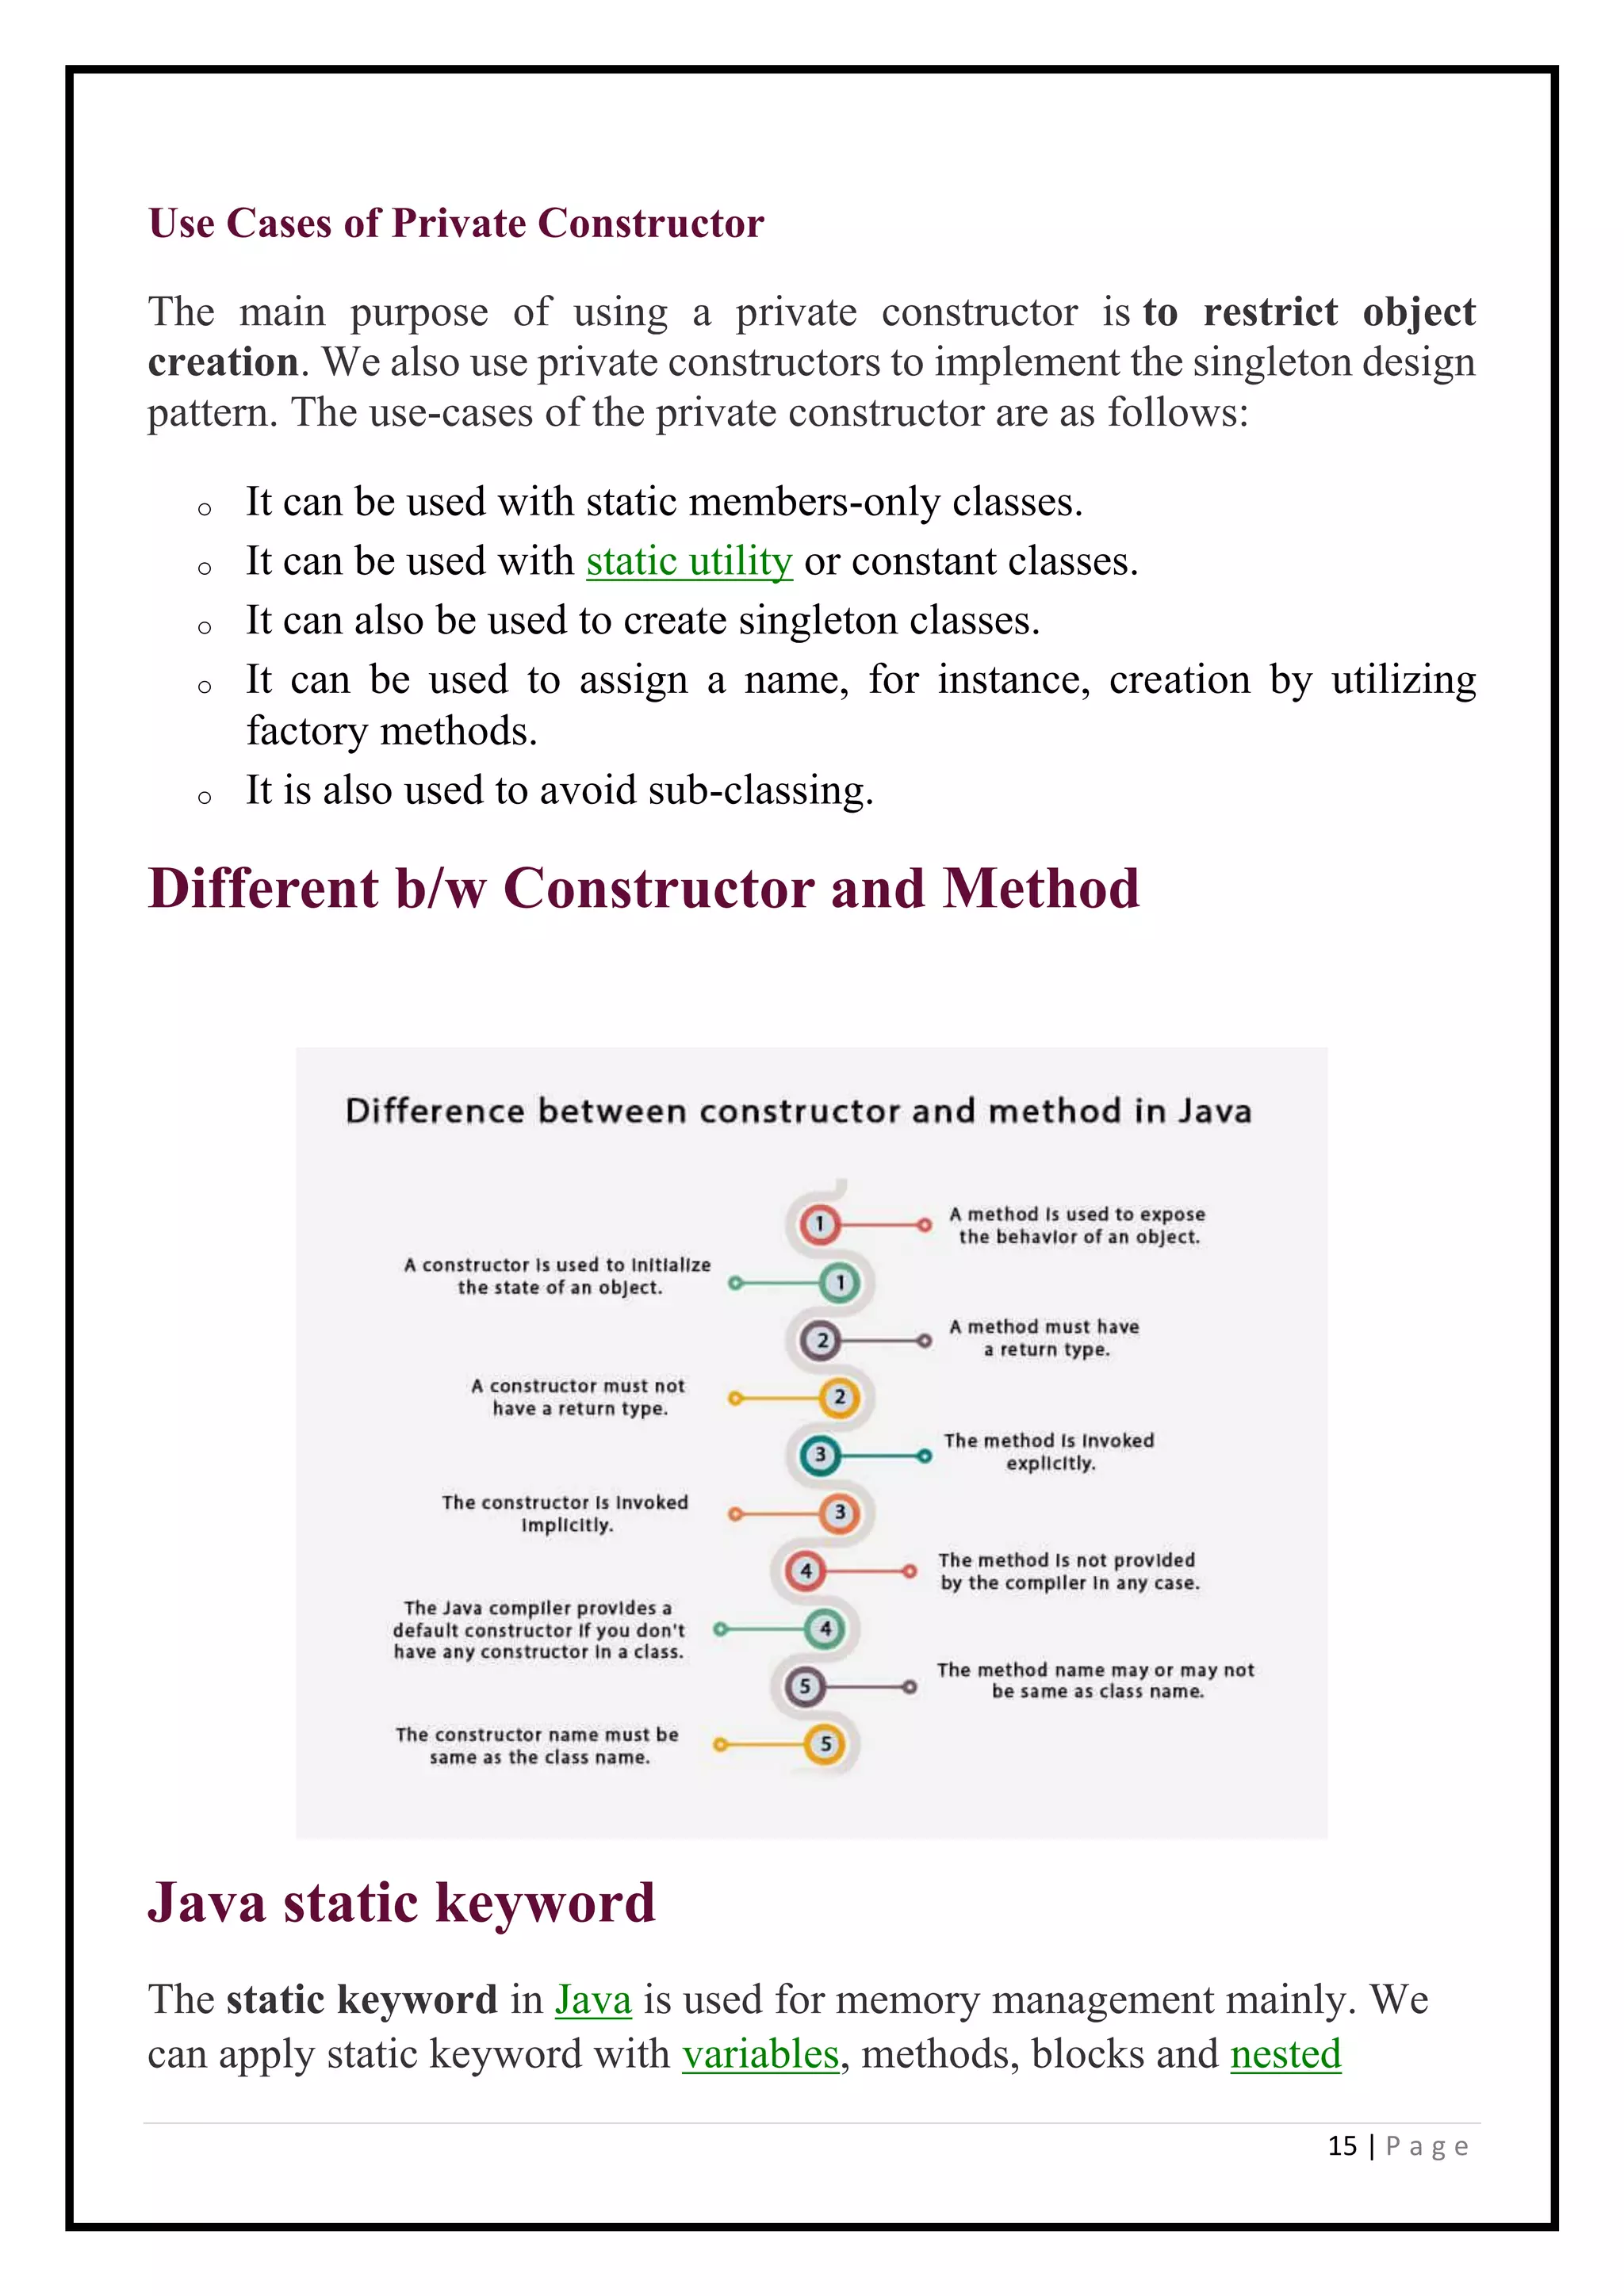 Use Cases of Private Constructor
The main purpose of using a private constructor is to restrict object
creation. We also use private constructors to implement the singleton design
pattern. The use-cases of the private constructor are as follows:
o It can be used with static members-only classes.
o It can be used with static utility or constant classes.
o It can also be used to create singleton classes.
o It can be used to assign a name, for instance, creation by utilizing
factory methods.
o It is also used to avoid sub-classing.
Different b/w Constructor and Method
Difference between constructor and method in Java
1
A method is used to expose
the behavior of an object.
A constructor is used to initialize
the state of an object.
1
2
A method must have
a return type.
A constructor must not
have a return type.
2
3
The method is invoked
explicitly.
The constructor is invoked
implicitly.
3
4
The method is not provided
by the compiler in any case.
The Java compiler provides a
default constructor if you don't
have any constructor in a class.
4
5
The method name may or may not
be same as class name.
The constructor name must be
same as the class name.
5
Java static keyword
The static keyword in Java is used for memory management mainly. We
can apply static keyword with variables, methods, blocks and nested
15 | P a g e